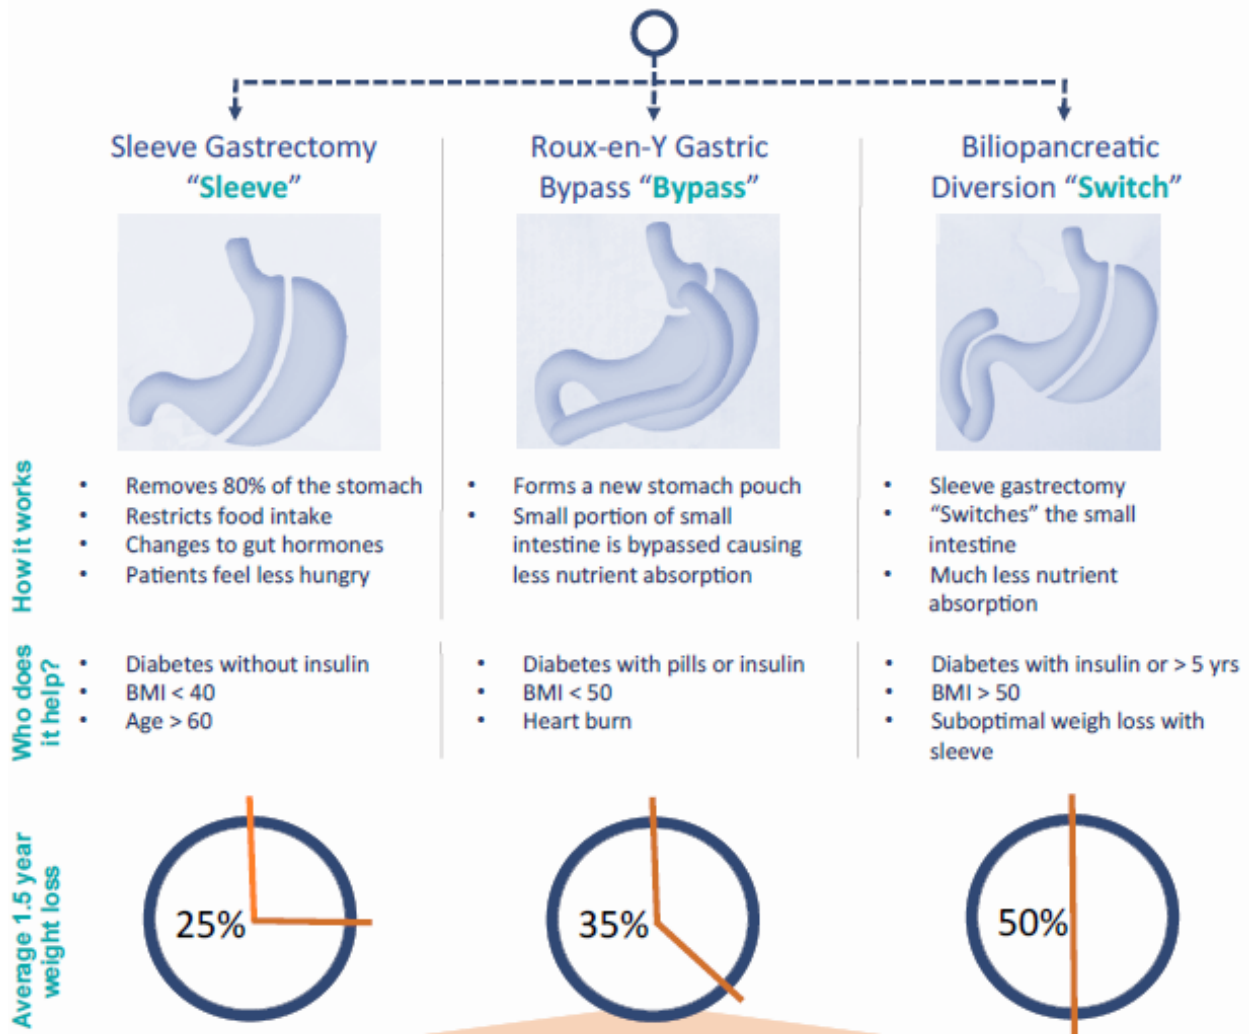 Sleeve Gastrectomy
“Sleeve”
Roux-en-Y Gastric
Bypass “Bypass”
Biliopancreatic
Diversion “Switch”
How it works
• Removes 80% of the stomach
• Restricts food intake
• Changes to gut hormones
• Patients feel less hungry
• Forms a new stomach pouch
• Small portion of small
intestine is bypassed causing
less nutrient absorption
• Sleeve gastrectomy
• “Switches” the small
intestine
• Much less nutrient
absorption
Who does
it help?
• Diabetes without insulin
• BMI < 40
• Age > 60
• Diabetes with pills or insulin
• BMI < 50
• Heart burn
• Diabetes with insulin or > 5 yrs
• BMI > 50
• Suboptimal weigh loss with
sleeve
Average 1.5 year
weight loss
25%
35%
50%